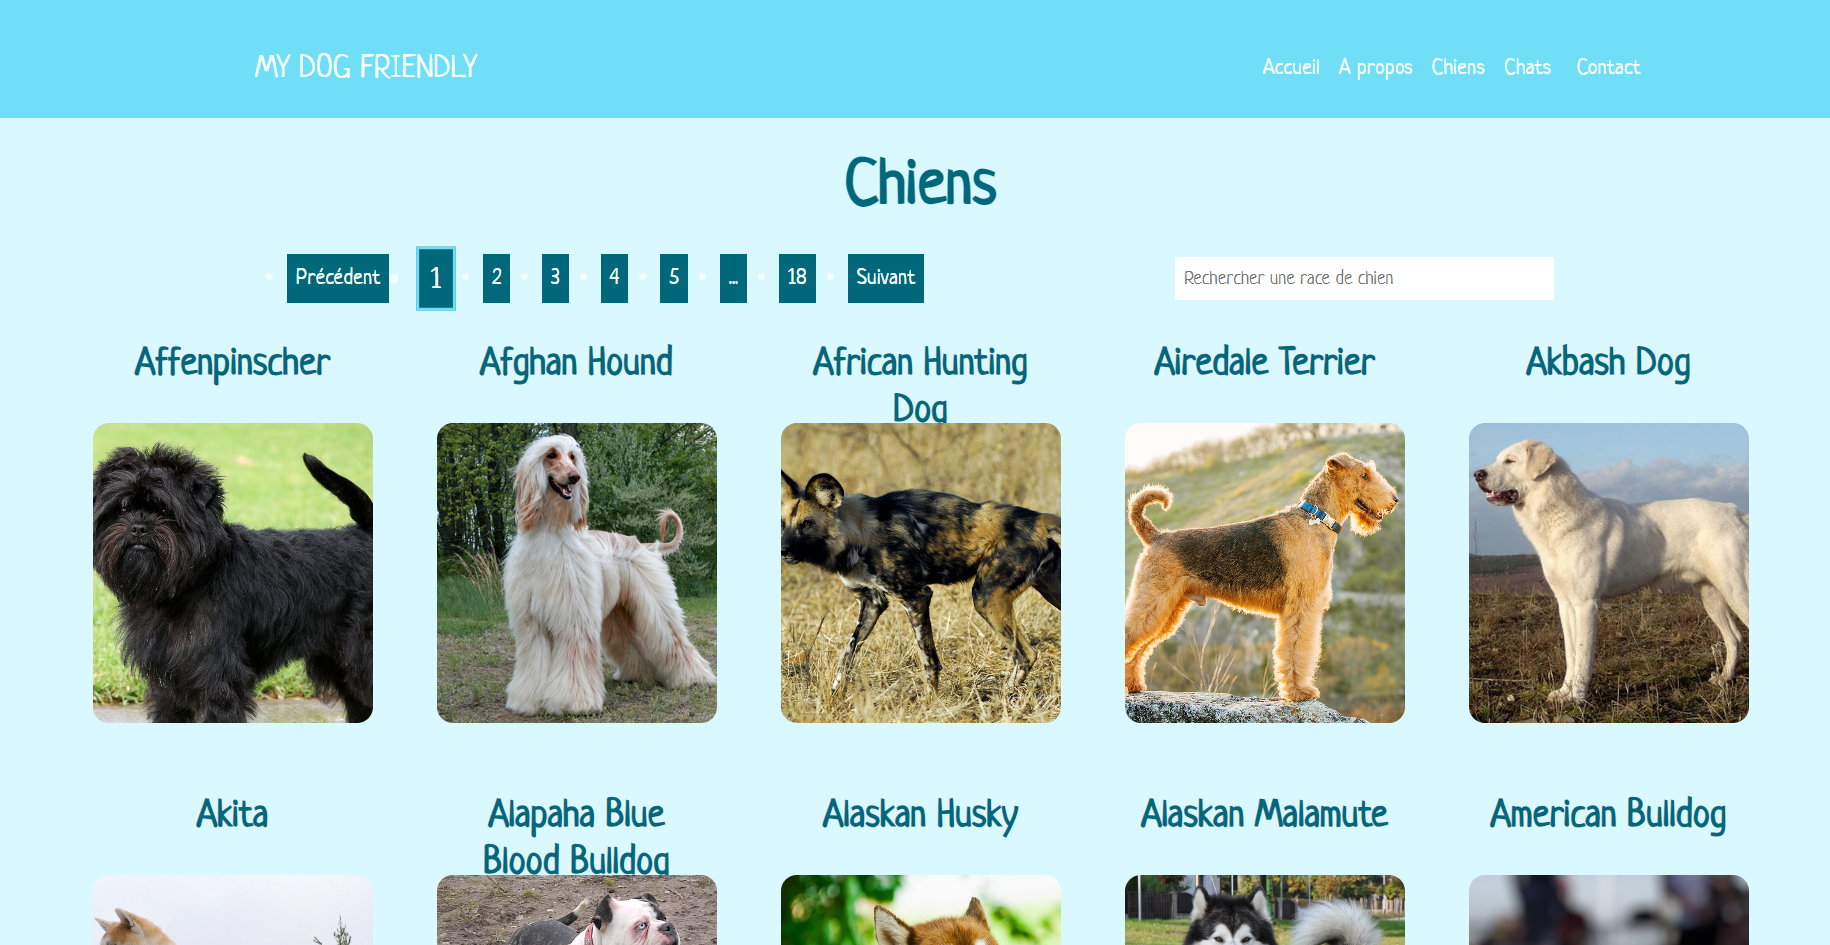 MY DOG FRIENDLY
Accueil A propos Chiens Chats Contact
Chiens
Précédent 1 2 3 4 5 ... 18 Suivant
Rechercher une race de chien
Affenpinscher
Afghan Hound
African Hunting
Dog
Airedale Terrier
Akbash Dog
Akita
Alapaha Blue
Blood Bulldog
Alaskan Husky
Alaskan Malamute
American Bulldog